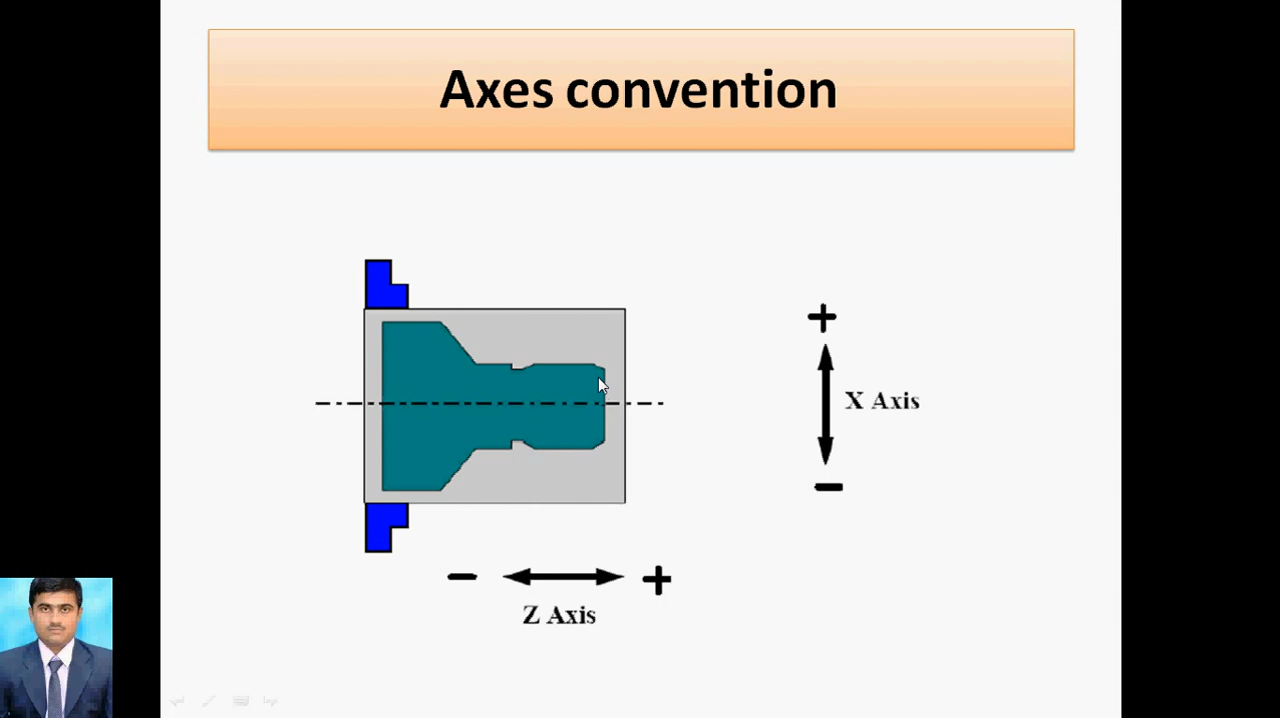 Axes convention
+
X Axis
-
- +
Z Axis